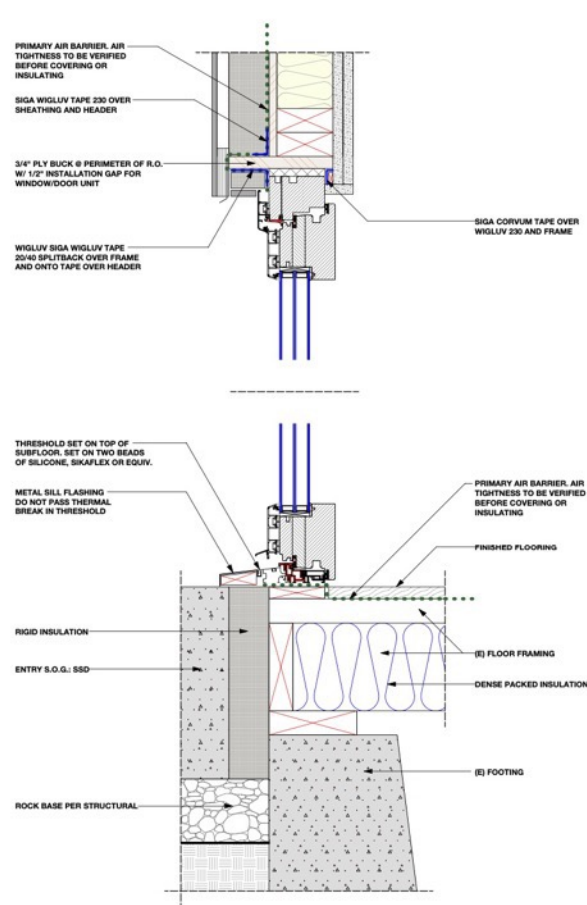 PRIMARY AIR BARRIER. AIR
TIGHTNESS TO BE VERIFIED
BEFORE COVERING OR
INSULATING
SIGA WIGLUV TAPE 230 OVER
SHEATHING AND HEADER
3/4" PLY BUCK @ PERIMETER OF R.O.
W/ 1/2" INSTALLATION GAP FOR
WINDOW/DOOR UNIT
SIGA CORVUM TAPE OVER
WIGLUV 230 AND FRAME
WIGLUV SIGA WIGLUV TAPE
20/40 SPLITBACK OVER FRAME
AND ONTO TAPE OVER HEADER
THRESHOLD SET ON TOP OF
SUBFLOOR. SET ON TWO BEADS
OF SILICONE, SIKAFLEX OR EQUIV.
METAL SILL FLASHING
DO NOT PASS THERMAL
BREAK IN THRESHOLD
PRIMARY AIR BARRIER. AIR
TIGHTNESS TO BE VERIFIED
BEFORE COVERING OR
INSULATING
FINISHED FLOORING
RIGID INSULATION
(E) FLOOR FRAMING
ENTRY S.O.G.: SSD
DENSE PACKED INSULATION
(E) FOOTING
ROCK BASE PER STRUCTURAL